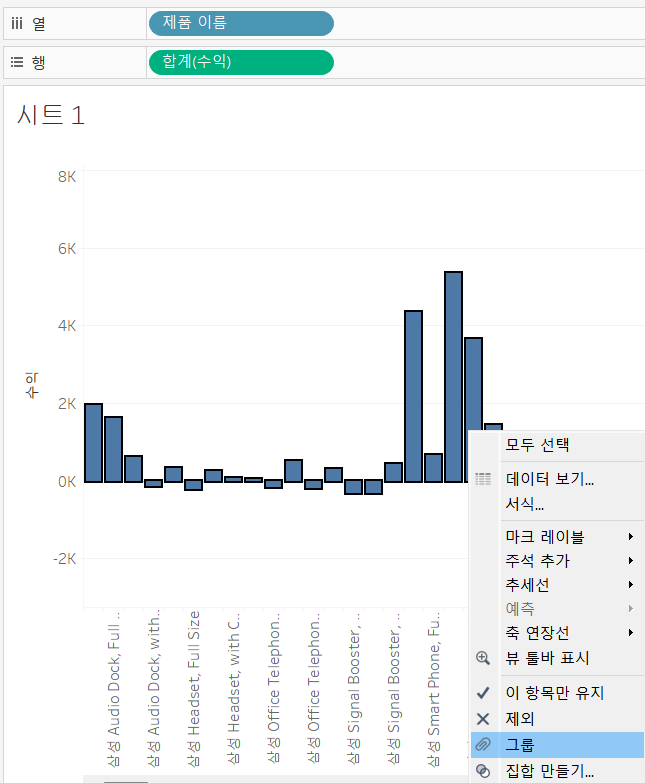 열 제품 이름
행 합계(수익)
시트 1
8K
6K
4K
2K
0K
-2K
수익
삼성 Audio Dock, Full ..
삼성 Audio Dock, with..
삼성 Headset, Full Size
삼성 Headset, with C..
삼성 Office Telephon..
삼성 Office Telephon..
삼성 Signal Booster, ..
삼성 Signal Booster, ..
삼성 Smart Phone, Fu..
모두 선택
데이터 보기...
서식...
마크 레이블
주석 추가
추세선
예측
축 연장선
뷰 툴바 표시
이 항목만 유지
제외
그룹
집합 만들기...